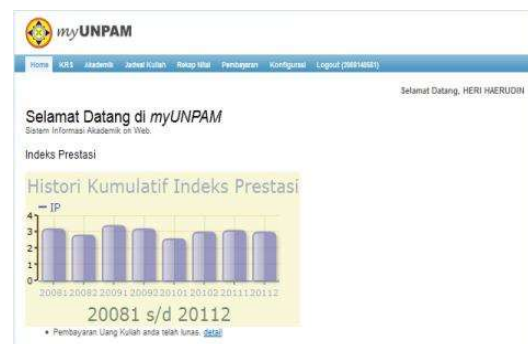 myUNPAM
Home KRS Akademik Jadwal Kuliah Rekap Nilai Pembayaran Konfigurasi Logout
Selamat Datang, HERI HAERUDIN
Selamat Datang di myUNPAM
Sistem Informasi Akademik on Web.
Indeks Prestasi
Histori Kumulatif Indeks Prestasi
IP
4
3
2
1
0
20081 20082 20091 20092 20101 20102 20111 20112
20081 s/d 20112
Pembayaran Uang Kuliah anda telah lunas. detail